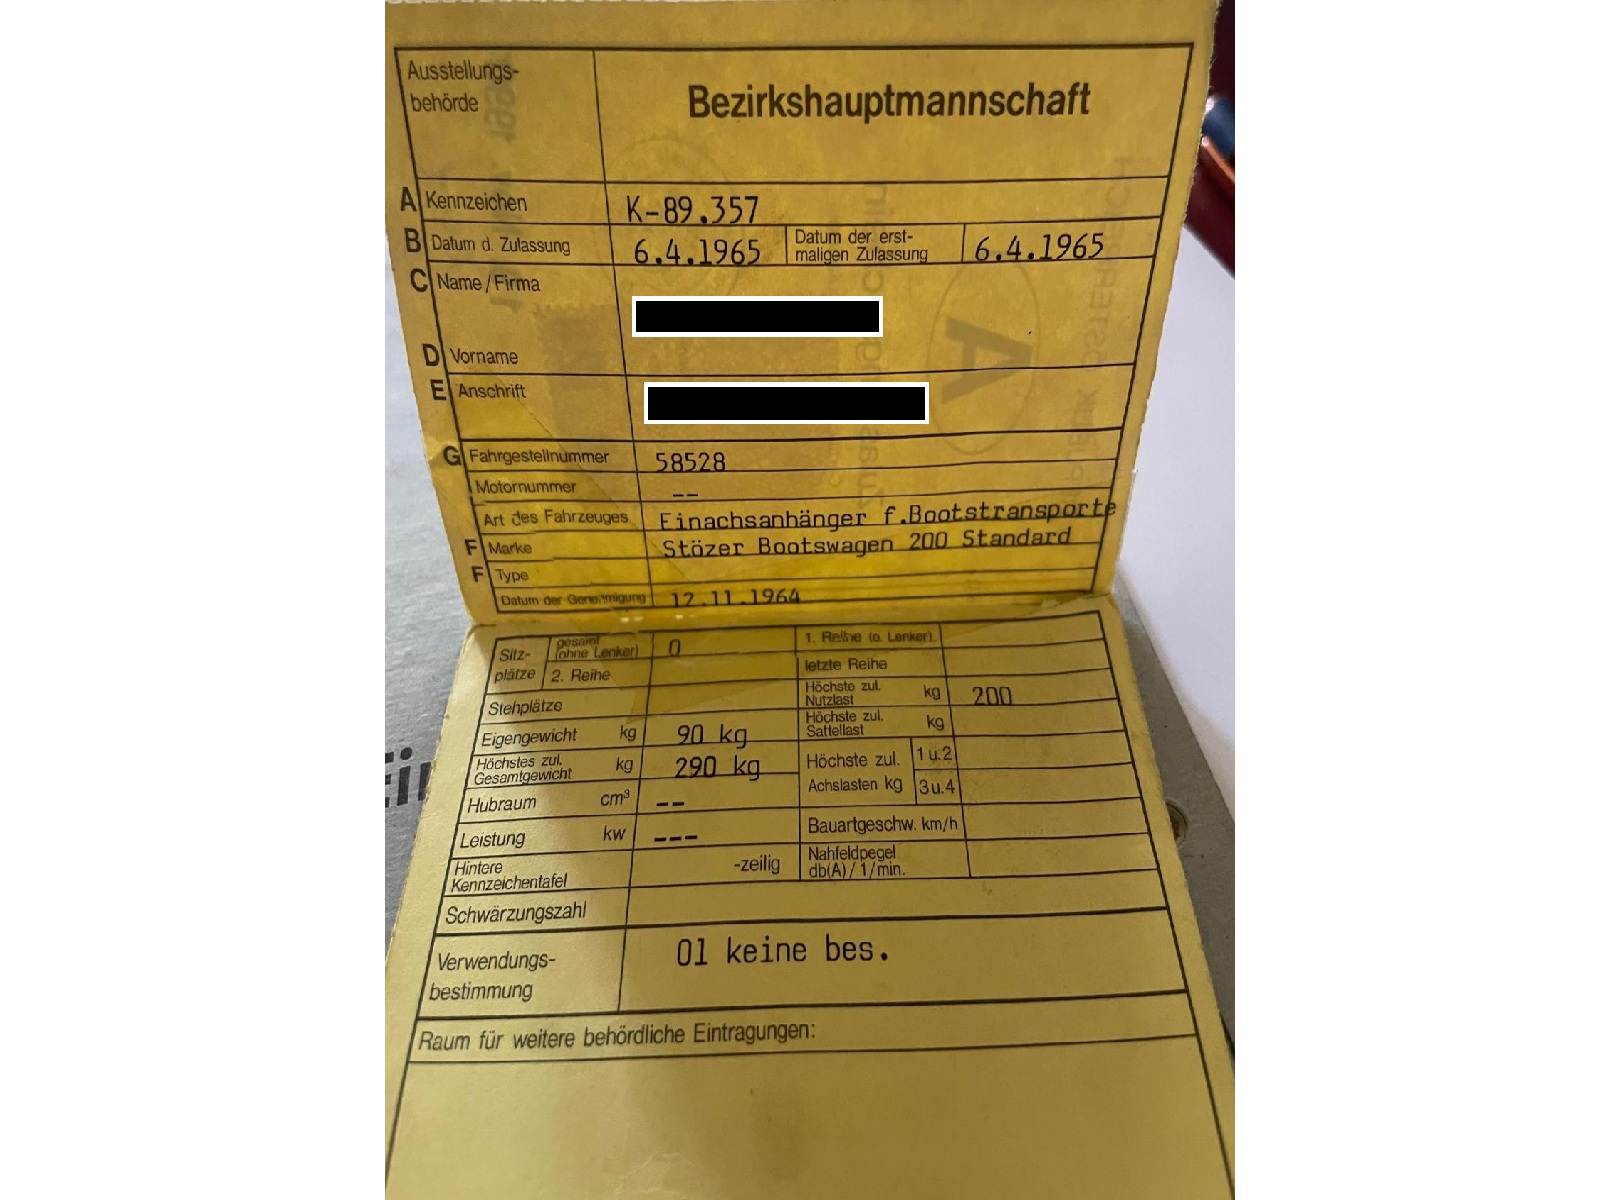 Ausstellungs-
behörde
Bezirkshauptmannschaft
A Kennzeichen K-89.357
B Datum d. Zulassung 6.4.1965 Datum der erst-
maligen Zulassung 6.4.1965
C Name/Firma
D Vorname
E Anschrift
G Fahrgestellnummer 58528
Motornummer --
Art des Fahrzeuges Einachsanhänger f.Bootstransporte
F Marke Stözer Bootswagen 200 Standard
F Type
Datum der Genehmigung 12.11.1964
Sitz-
plätze
gesamt
(ohne Lenker) 0
1. Reihe (o. Lenker)
2. Reihe
letzte Reihe
Stehplätze
Höchste zul.
Nutzlast kg 200
Eigengewicht kg 90 kg
Höchste zul.
Sattellast kg
Höchstes zul.
Gesamtgewicht kg 290 kg
Höchste zul. 1 u.2
Achslasten kg 3 u.4
Hubraum cm³ --
Leistung kw ---
Bauartgeschw. km/h
Hintere
Kennzeichentafel -zeilig
Nahfeldpegel
db(A)/1/min.
Schwärzungszahl
Verwendungs-
bestimmung
01 keine bes.
Raum für weitere behördliche Eintragungen: